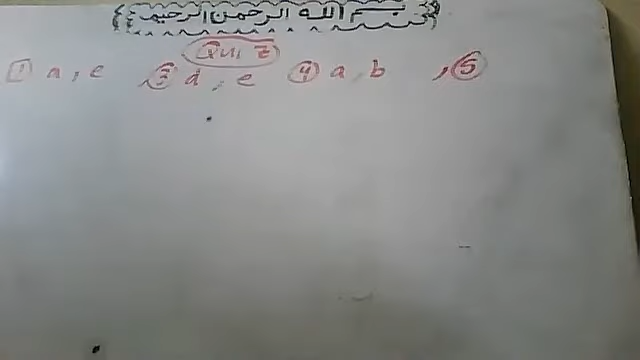 بسم الله الرحمن الرحيم
Quiz
1 a, e , 3 d, e 4 a, b , 5